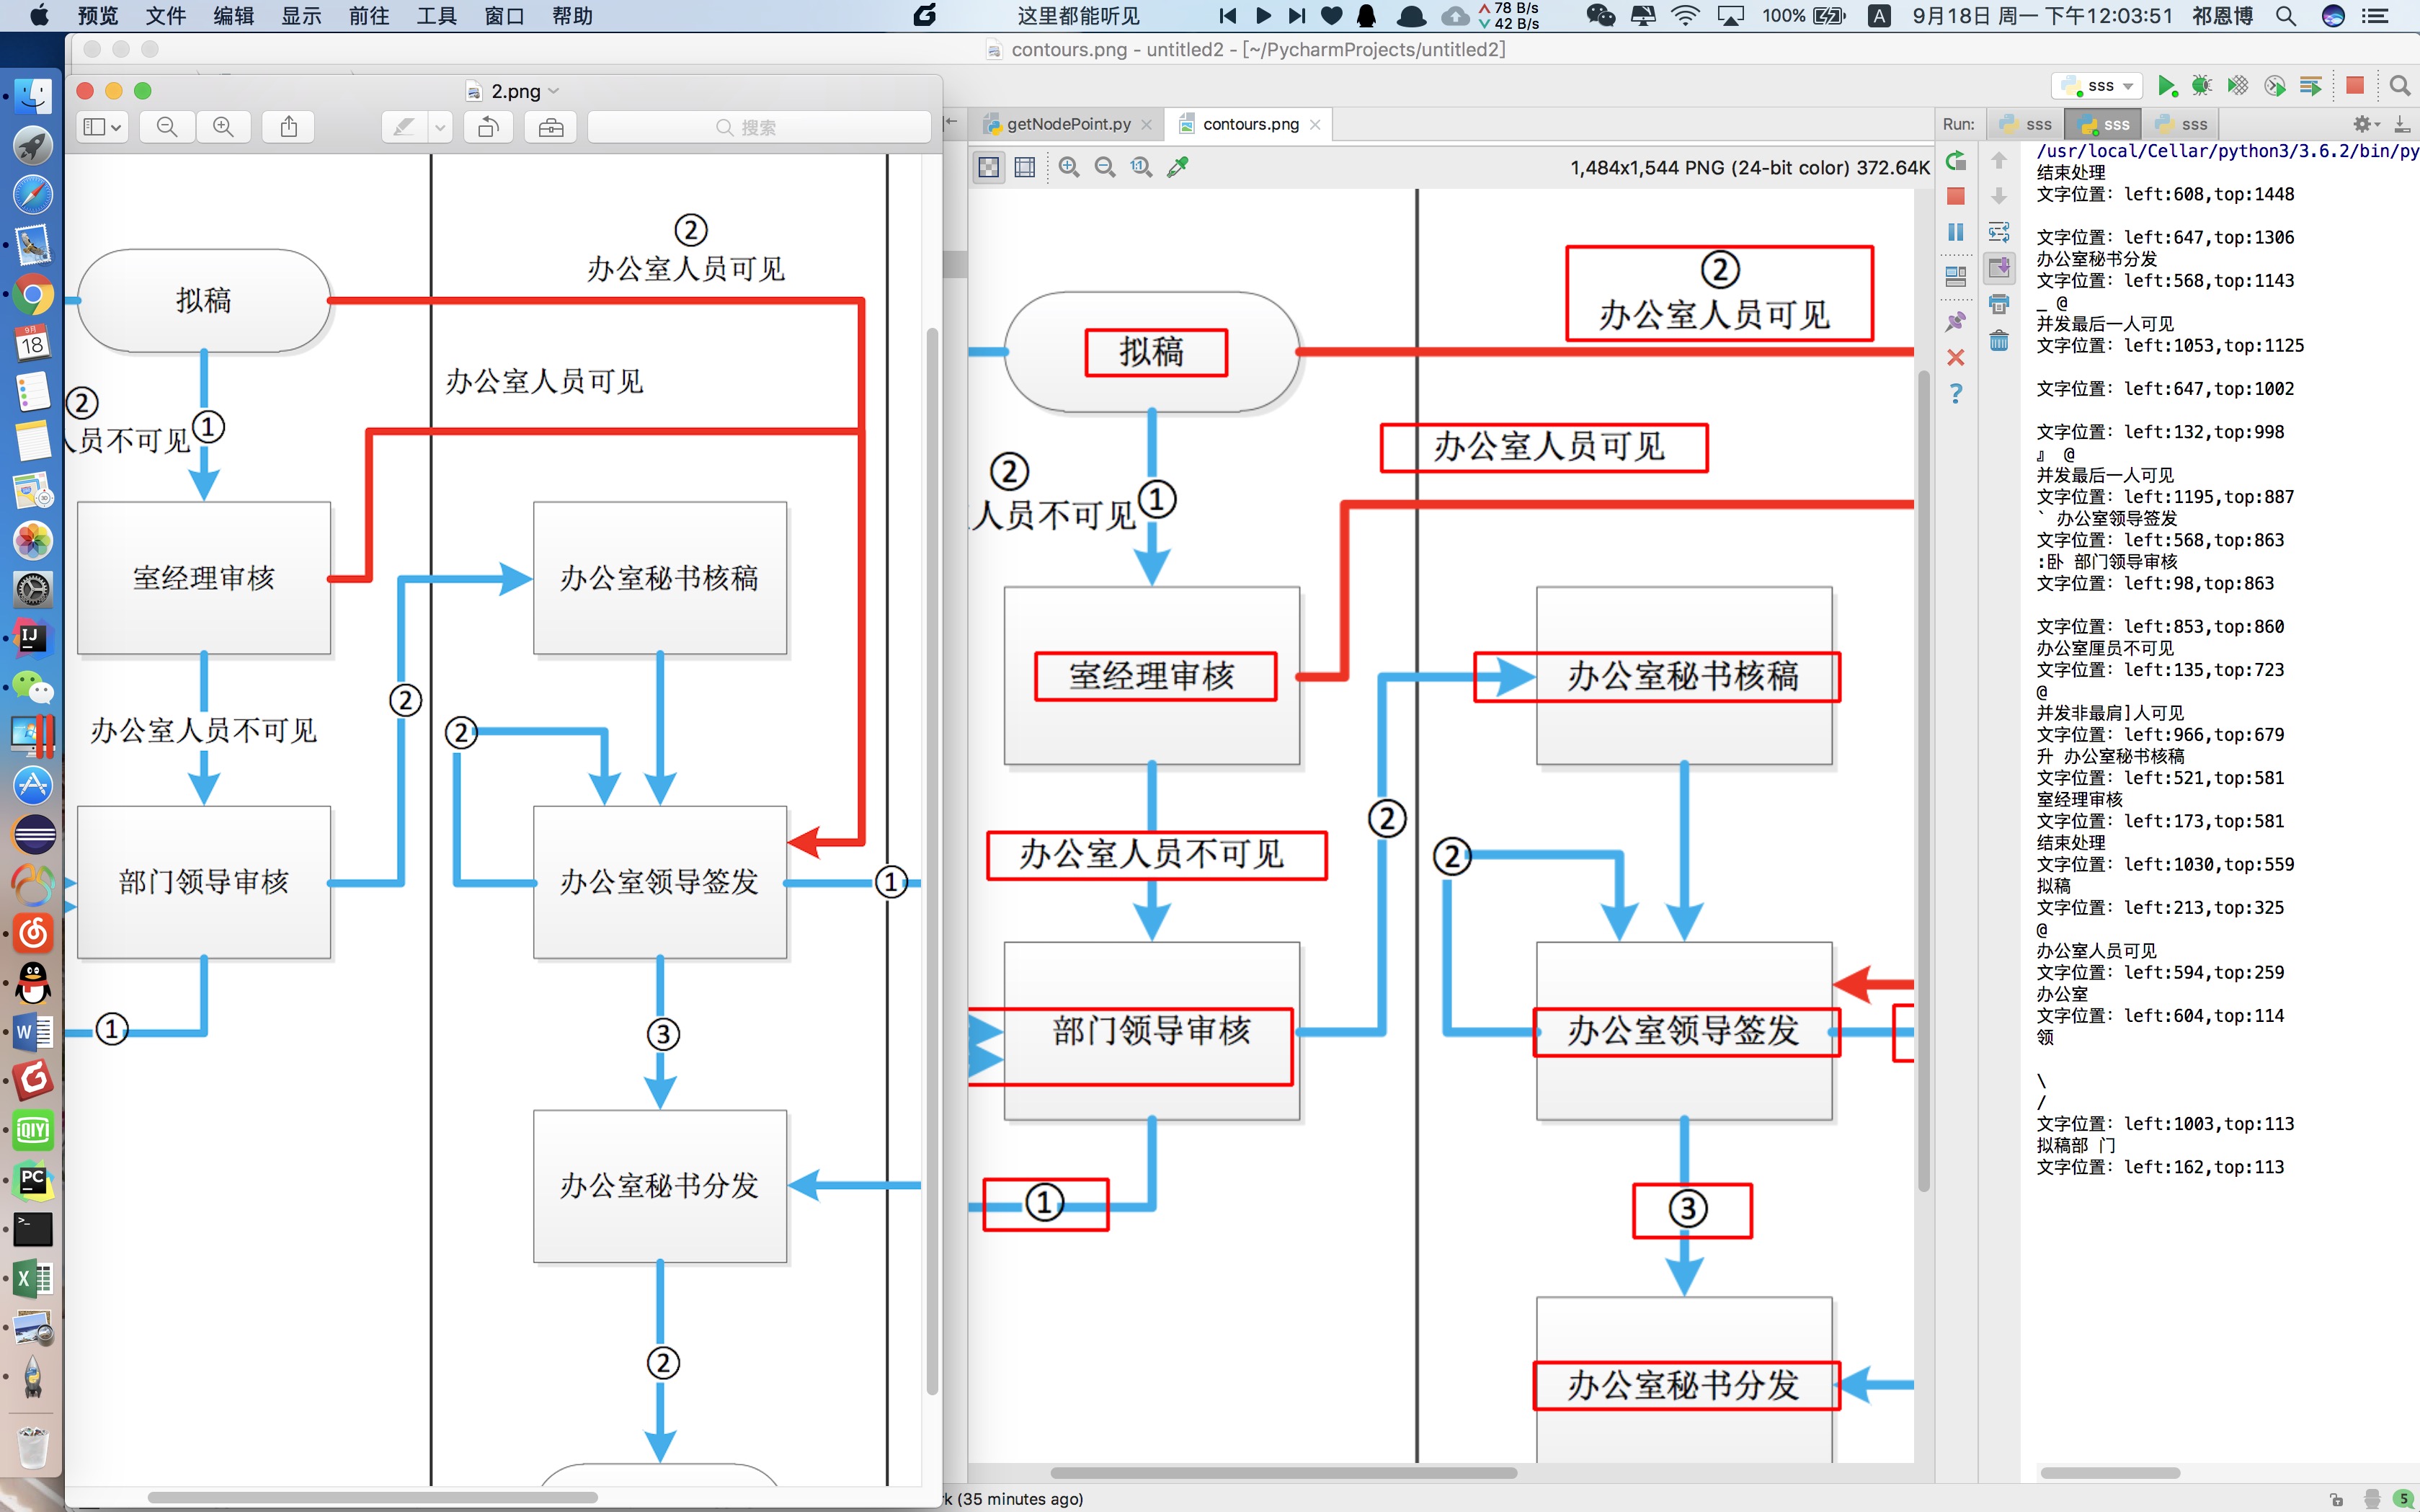 预览 文件 编辑 显示 前往 工具 窗口 帮助
这里都能听见
78 B/s
42 B/s
100%
A
9月18日 周一 下午12:03:51 祁恩博
contours.png - untitled2 - [~/PycharmProjects/untitled2]
2.png
搜索
②
办公室人员可见
拟稿
办公室人员可见
②
人员不可见
①
室经理审核
办公室秘书核稿
②
办公室人员不可见
②
部门领导审核
办公室领导签发
①
①
③
办公室秘书分发
②
getNodePoint.py
contours.png
1,484x1,544 PNG (24-bit color) 372.64K
②
办公室人员可见
拟稿
办公室人员可见
②
人员不可见
①
室经理审核
办公室秘书核稿
②
办公室人员不可见
②
部门领导审核
办公室领导签发
①
③
办公室秘书分发
sss
Run:
sss
sss
sss
/usr/local/Cellar/python3/3.6.2/bin/py
结束处理
文字位置: left:608,top:1448
文字位置: left:647,top:1306
办公室秘书分发
文字位置: left:568,top:1143
_ @
并发最后一人可见
文字位置: left:1053,top:1125
文字位置: left:647,top:1002
文字位置: left:132,top:998
』 @
并发最后一人可见
文字位置: left:1195,top:887
` 办公室领导签发
文字位置: left:568,top:863
:卧 部门领导审核
文字位置: left:98,top:863
文字位置: left:853,top:860
办公室厘员不可见
文字位置: left:135,top:723
@
并发非最肩]人可见
文字位置: left:966,top:679
升 办公室秘书核稿
文字位置: left:521,top:581
室经理审核
文字位置: left:173,top:581
结束处理
文字位置: left:1030,top:559
拟稿
文字位置: left:213,top:325
@
办公室人员可见
文字位置: left:594,top:259
办公室
文字位置: left:604,top:114
领
\
/
文字位置: left:1003,top:113
拟稿部 门
文字位置: left:162,top:113
9月
18
IJ
W
iQIYI
PC
X
k (35 minutes ago)
5